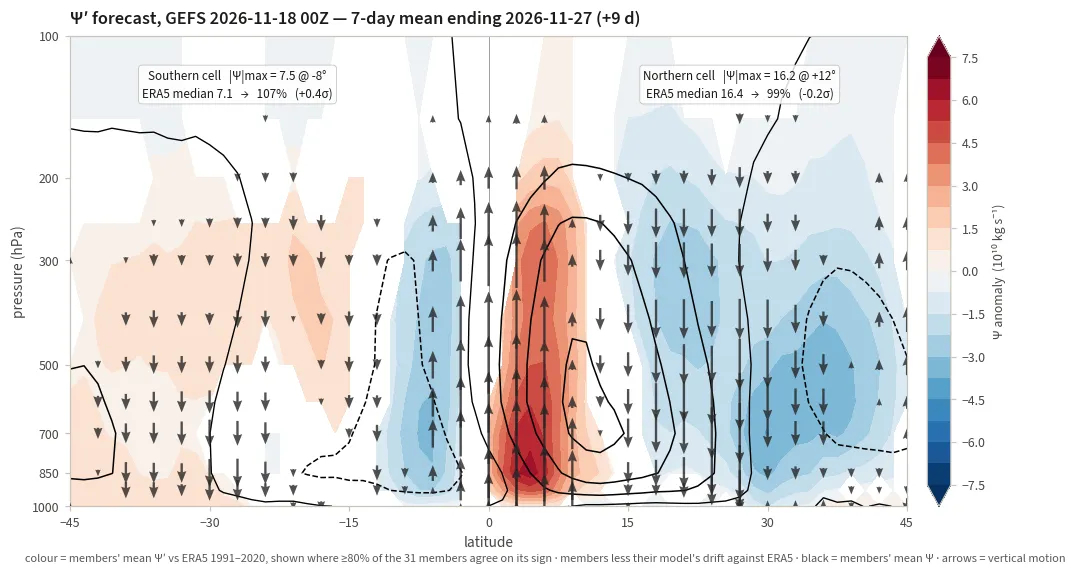 Ψ′ forecast, GEFS 2026-11-18 00Z — 7-day mean ending 2026-11-27 (+9 d)
Southern cell |Ψ|max = 7.5 @ -8°
ERA5 median 7.1 → 107% (+0.4σ)
Northern cell |Ψ|max = 16.2 @ +12°
ERA5 median 16.4 → 99% (-0.2σ)
pressure (hPa)
100
200
300
400
500
700
850
1000
−45
−30
−15
0
15
30
45
latitude
7.5
6.0
4.5
3.0
1.5
0.0
−1.5
−3.0
−4.5
−6.0
−7.5
Ψ anomaly (10¹⁰ kg s⁻¹)
colour = members' mean Ψ′ vs ERA5 1991–2020, shown where ≥80% of the 31 members agree on its sign · members less their model's drift against ERA5 · black = members' mean Ψ · arrows = vertical motion